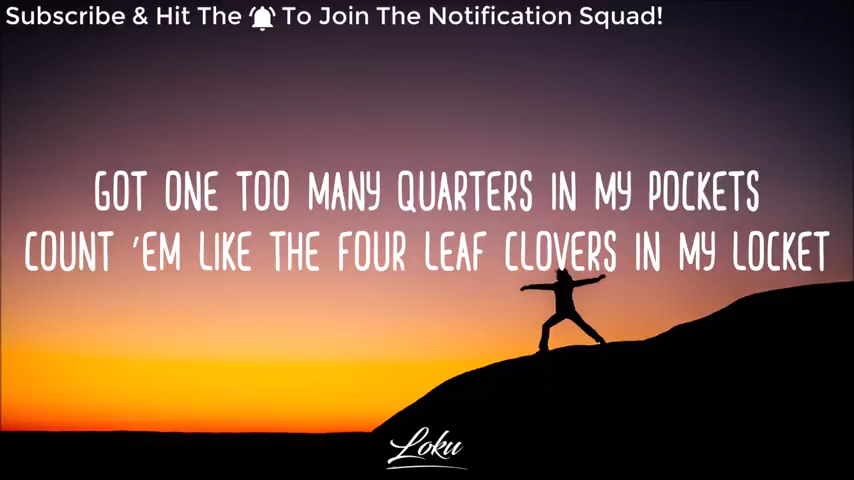 Subscribe & Hit The To Join The Notification Squad!
GOT ONE TOO MANY QUARTERS IN MY POCKETS
COUNT 'EM LIKE THE FOUR LEAF CLOVERS IN MY LOCKET
Loku